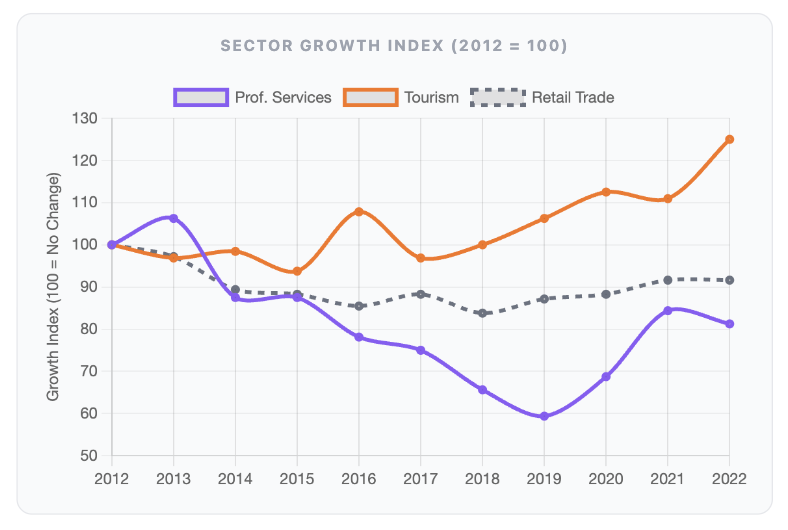 SECTOR GROWTH INDEX (2012 = 100)
Prof. Services Tourism Retail Trade
Growth Index (100 = No Change)
130
120
110
100
90
80
70
60
50
2012 2013 2014 2015 2016 2017 2018 2019 2020 2021 2022